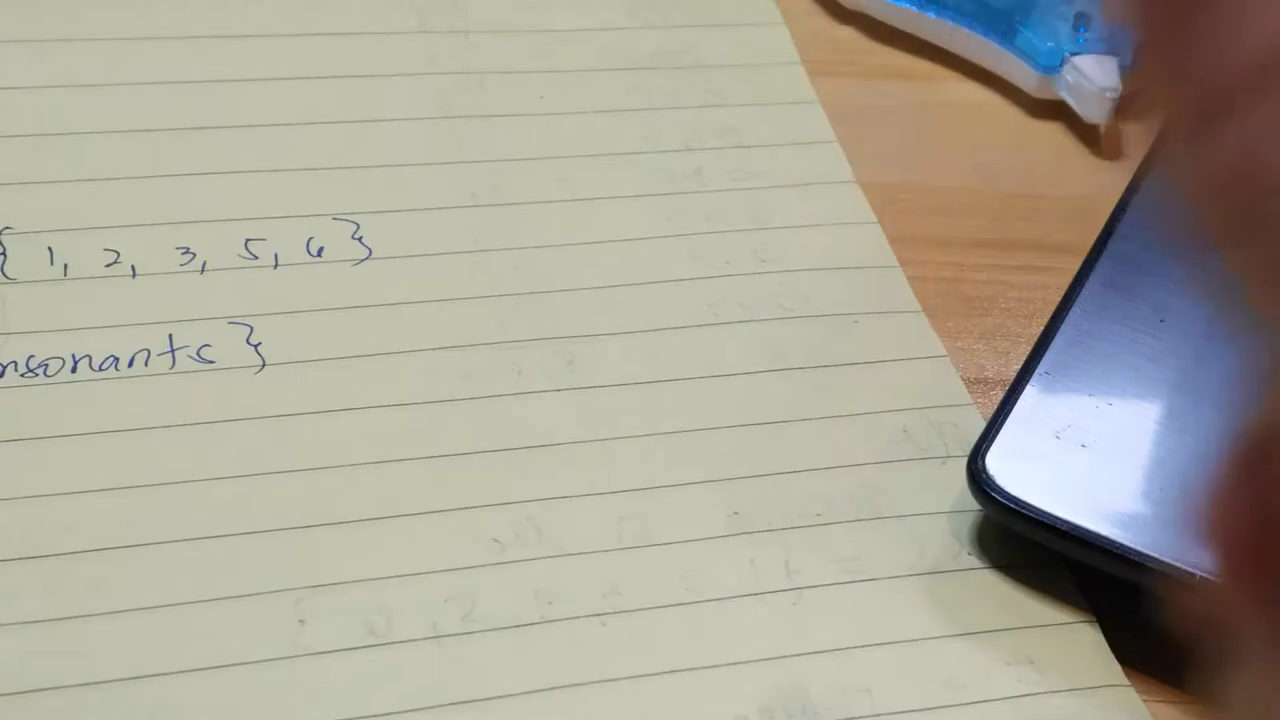 { 1, 2, 3, 5, 6 }
nsonants }